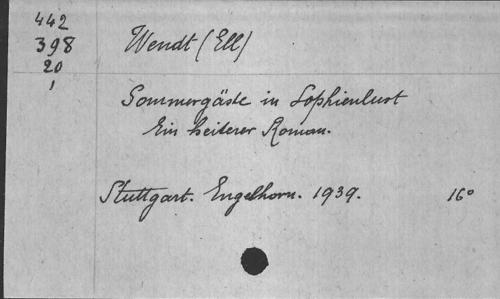 442
398
20
1
Wendt (Ell)
Sommergäste in Sophienlust
Ein heiterer Roman.
Stuttgart. Engelhorn. 1939. 16°